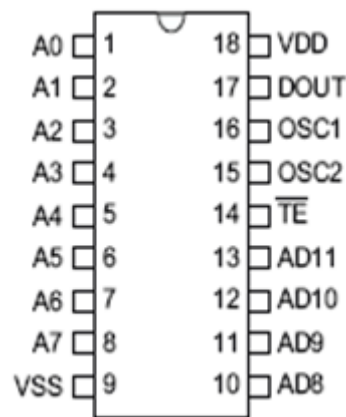 A0 1 18 VDD
A1 2 17 DOUT
A2 3 16 OSC1
A3 4 15 OSC2
A4 5 14 T̅E̅
A5 6 13 AD11
A6 7 12 AD10
A7 8 11 AD9
VSS 9 10 AD8